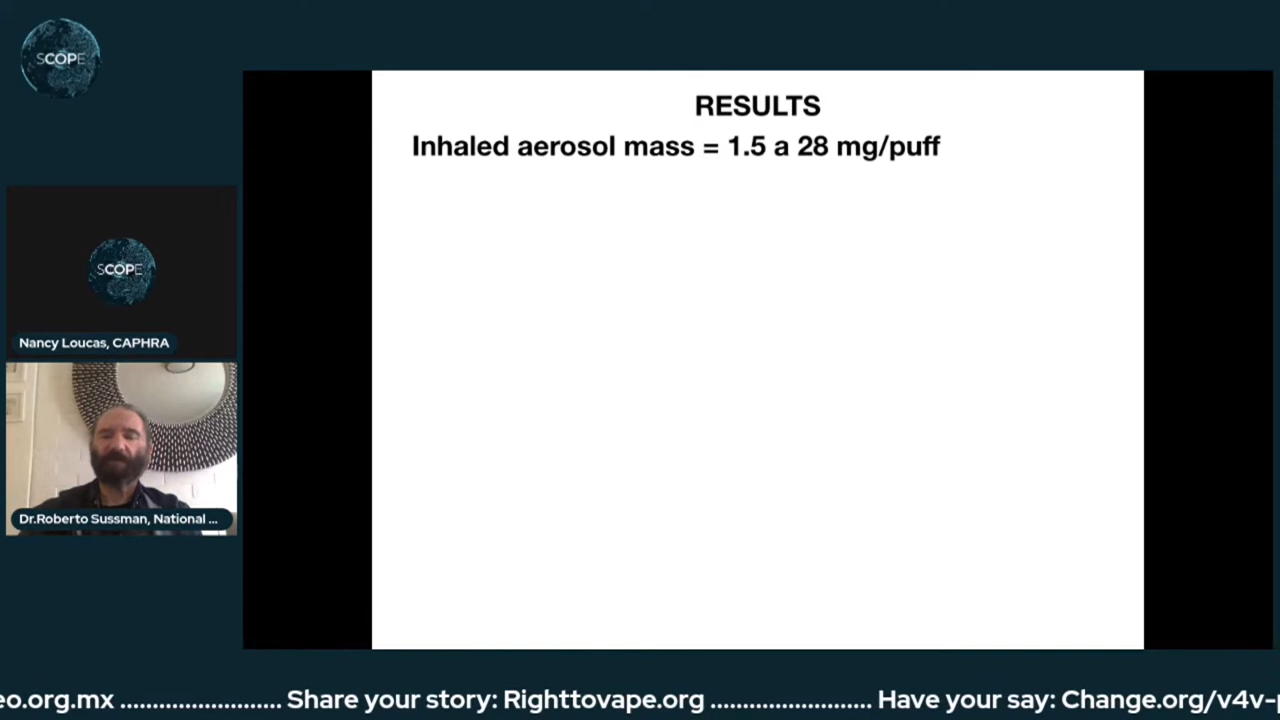 SCOPE
RESULTS
Inhaled aerosol mass = 1.5 a 28 mg/puff
SCOPE
Nancy Loucas, CAPHRA
Dr.Roberto Sussman, National ...
eo.org.mx .......................... Share your story: Righttovape.org .......................... Have your say: Change.org/v4v-